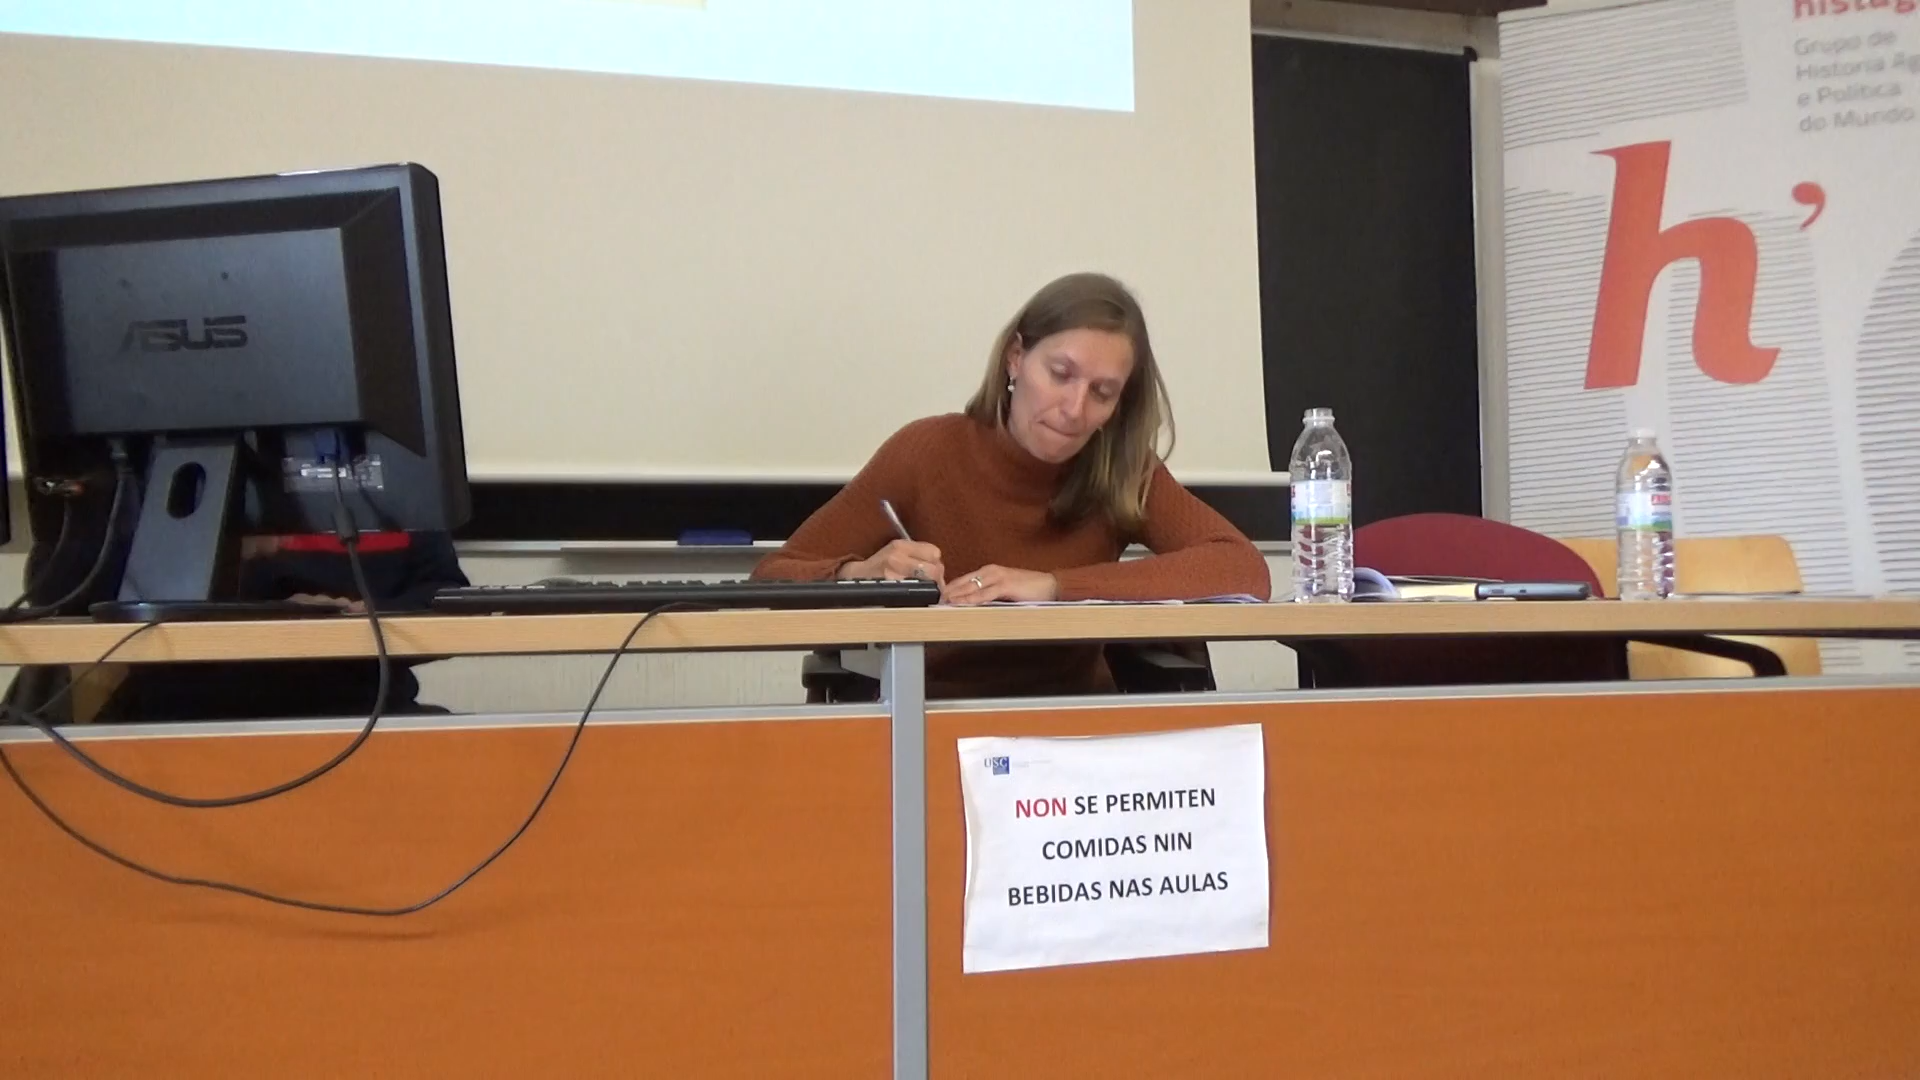 histag
Grupo de
Historia Ag
e Política
do Mundo
h'
ASUS
USC
NON SE PERMITEN
COMIDAS NIN
BEBIDAS NAS AULAS